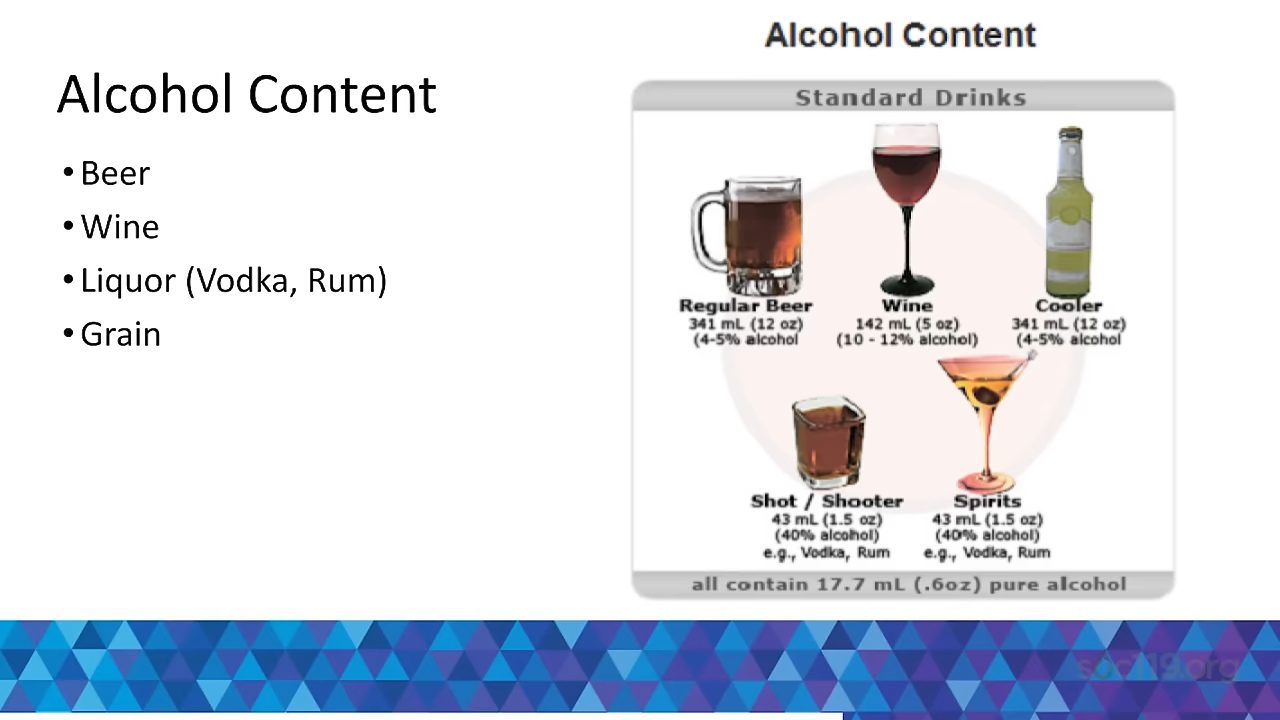 Alcohol Content
• Beer
• Wine
• Liquor (Vodka, Rum)
• Grain
Alcohol Content
Standard Drinks
Regular Beer
341 mL (12 oz)
(4-5% alcohol
Wine
142 mL (5 oz)
(10 - 12% alcohol)
Cooler
341 mL (12 oz)
(4-5% alcohol
Shot / Shooter
43 mL (1.5 oz)
(40% alcohol)
e.g., Vodka, Rum
Spirits
43 mL (1.5 oz)
(40% alcohol)
e.g., Vodka, Rum
all contain 17.7 mL (.6oz) pure alcohol
soc119.org